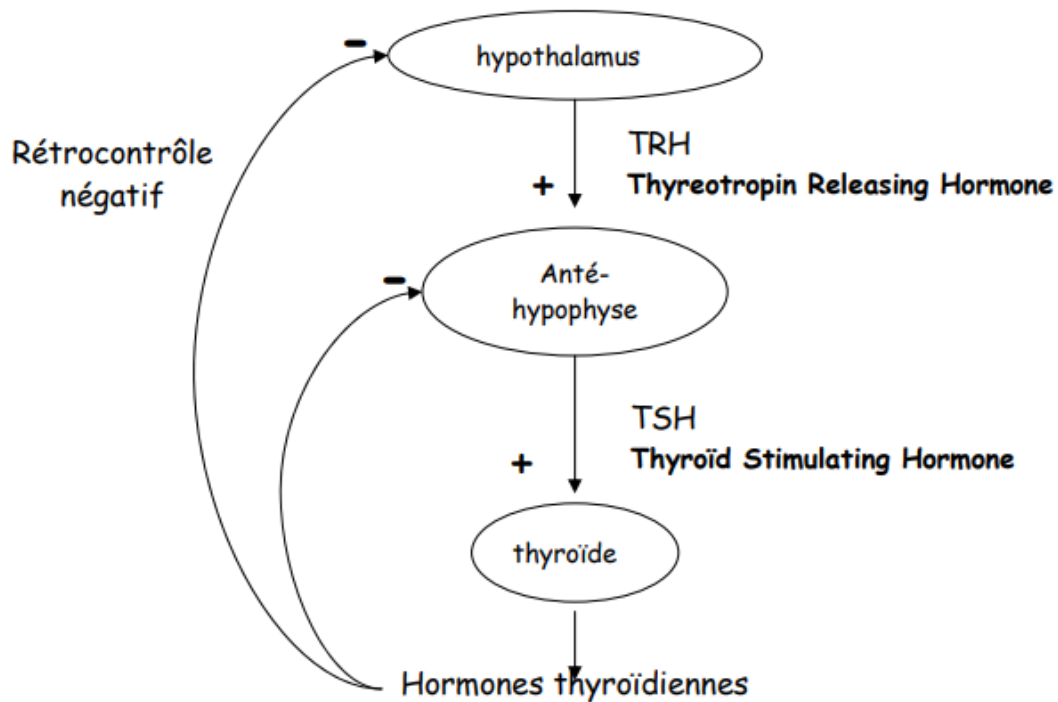 −
hypothalamus
Rétrocontrôle
négatif
TRH
+
Thyreotropin Releasing Hormone
−
Anté-
hypophyse
TSH
+
Thyroïd Stimulating Hormone
thyroïde
Hormones thyroïdiennes